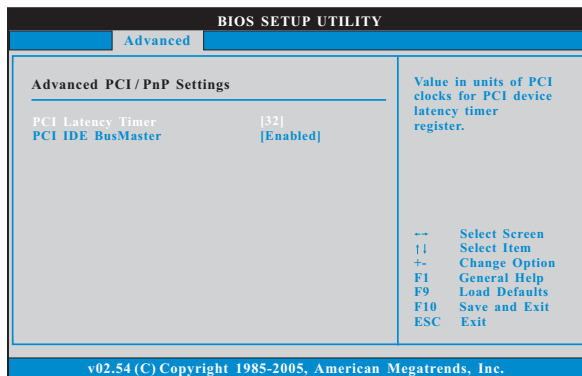 BIOS SETUP UTILITY
Advanced
Advanced PCI / PnP Settings
PCI Latency Timer [32]
PCI IDE BusMaster [Enabled]
Value in units of PCI
clocks for PCI device
latency timer
register.
←→ Select Screen
↑↓ Select Item
+- Change Option
F1 General Help
F9 Load Defaults
F10 Save and Exit
ESC Exit
v02.54 (C) Copyright 1985-2005, American Megatrends, Inc.